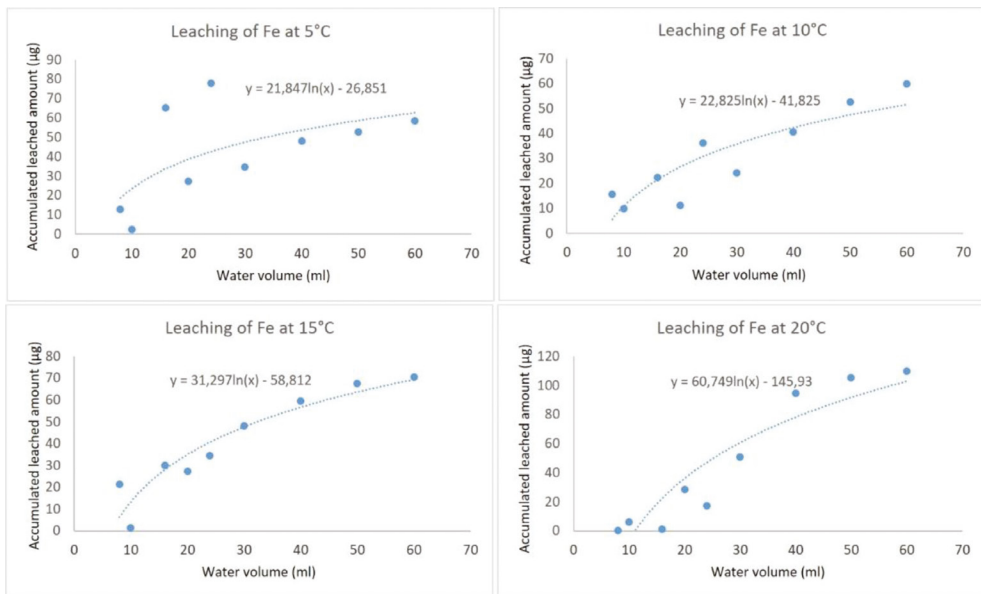 Leaching of Fe at 5°C
Accumulated leached amount (µg)
90
80
70
60
50
40
30
20
10
0
y = 21,847ln(x) - 26,851
0 10 20 30 40 50 60 70
Water volume (ml)
Leaching of Fe at 10°C
Accumulated leached amount (µg)
70
60
50
40
30
20
10
0
y = 22,825ln(x) - 41,825
0 10 20 30 40 50 60 70
Water volume (ml)
Leaching of Fe at 15°C
Accumulated leached amount (µg)
80
70
60
50
40
30
20
10
0
y = 31,297ln(x) - 58,812
0 10 20 30 40 50 60 70
Water volume (ml)
Leaching of Fe at 20°C
Accumulated leached amount (µg)
120
100
80
60
40
20
0
y = 60,749ln(x) - 145,93
0 10 20 30 40 50 60 70
Water volume (ml)